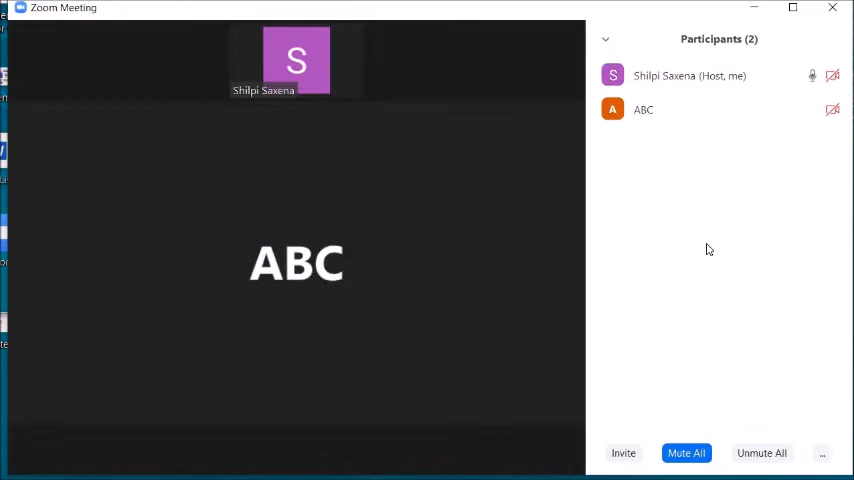 Zoom Meeting
S
Shilpi Saxena
ABC
Participants (2)
S Shilpi Saxena (Host, me)
A ABC
Invite Mute All Unmute All ...